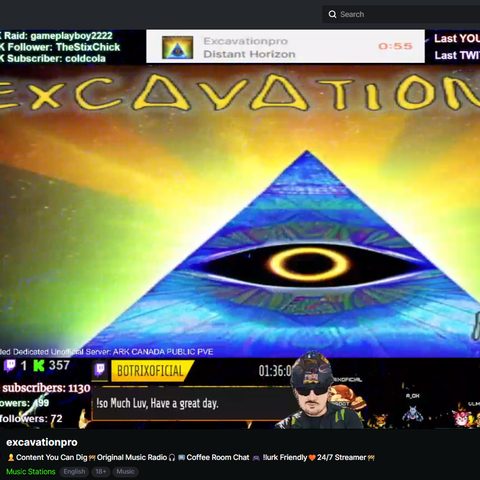 Search
K Raid: gameplayboy2222
K Follower: TheStixChick
K Subscriber: coldcola
Excavationpro
Distant Horizon
0:55
Last YOU
Last TWI
EXCAVATION
ded Dedicated Unofficial Server: ARK CANADA PUBLIC PVE
1 K 357
subscribers: 1130
owers: 499
followers: 72
BOTRIXOFICIAL
01:36:0
!so Much Luv, Have a great day.
excavationpro
Content You Can Dig Original Music Radio Coffee Room Chat !lurk Friendly 24/7 Streamer
Music Stations English 18+ Music